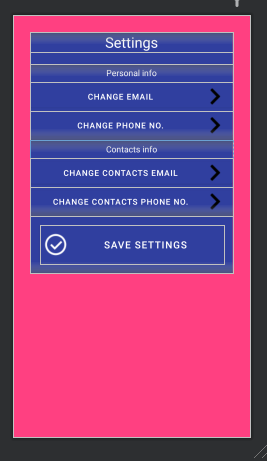 Settings
Personal info
CHANGE EMAIL
CHANGE PHONE NO.
Contacts info
CHANGE CONTACTS EMAIL
CHANGE CONTACTS PHONE NO.
SAVE SETTINGS